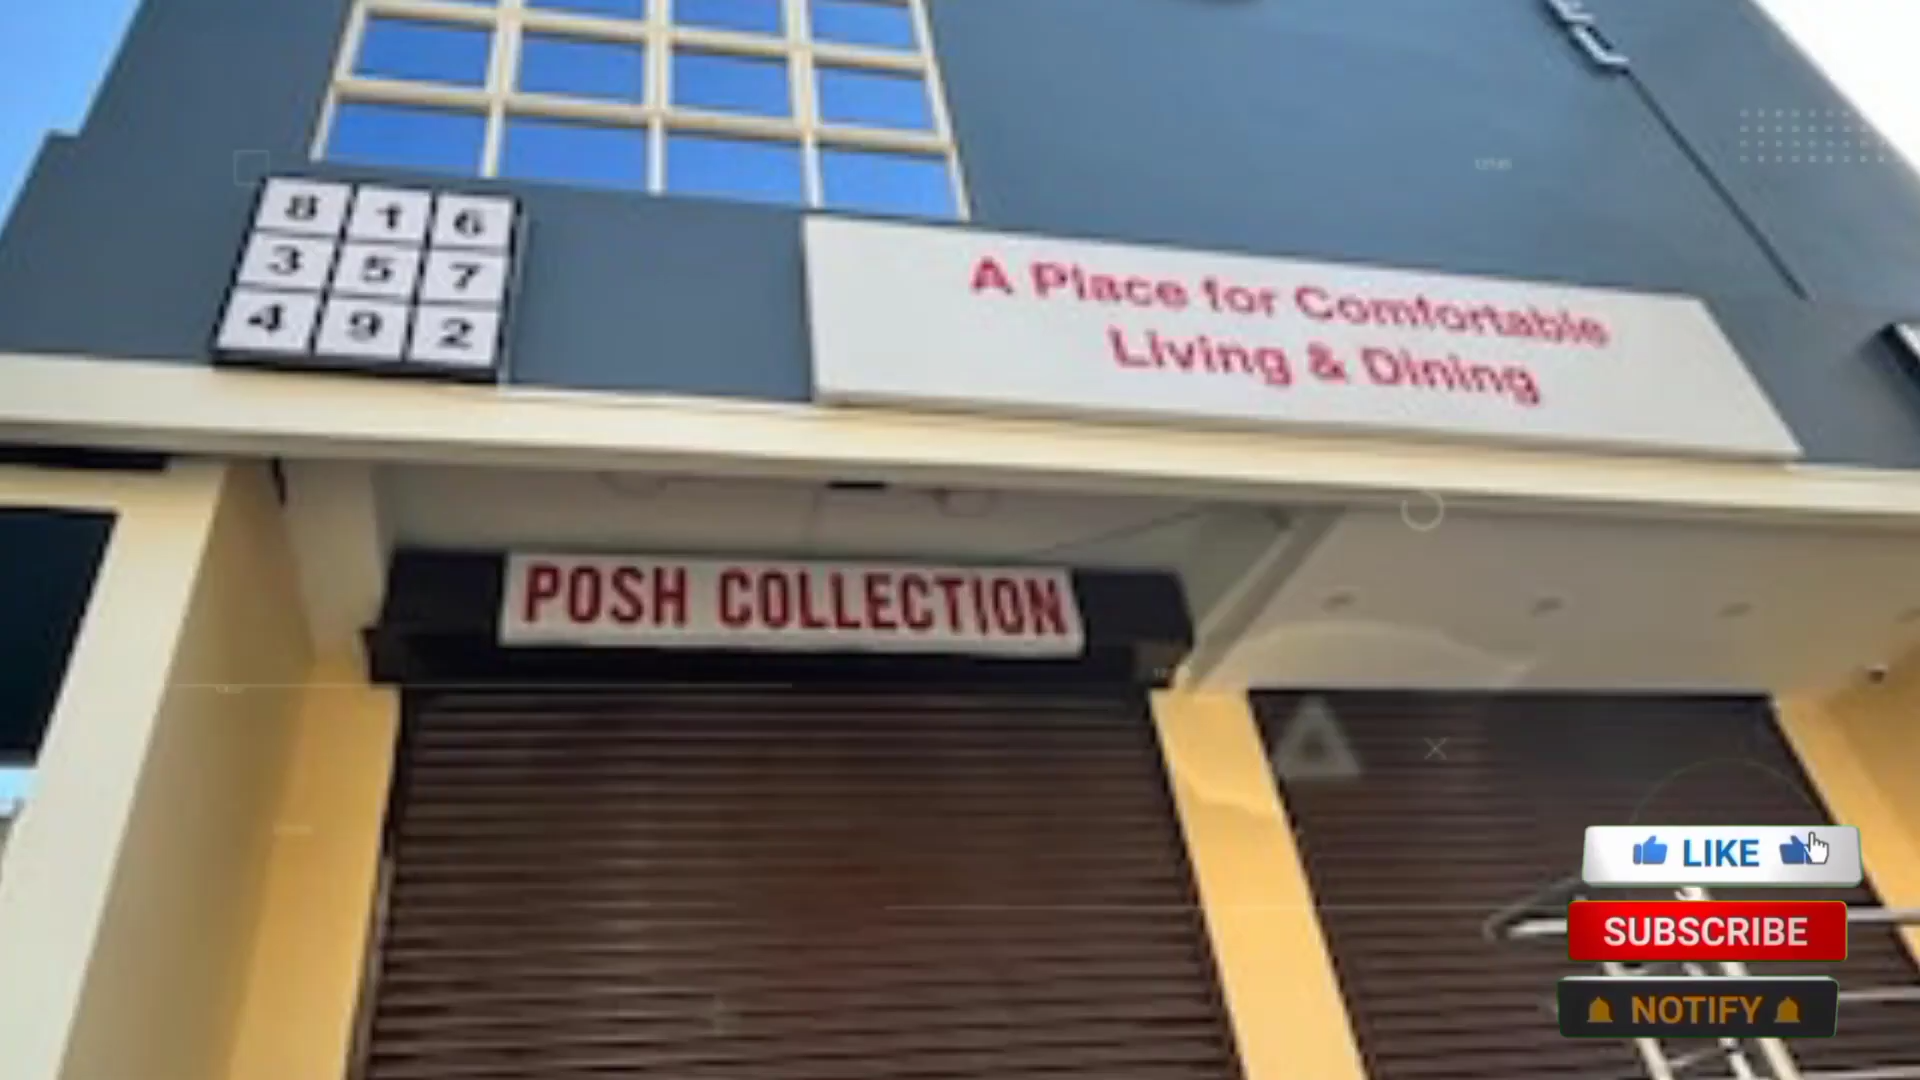 8 1 6
3 5 7
4 9 2
A Place for Comfortable
Living & Dining
POSH COLLECTION
LIKE
SUBSCRIBE
NOTIFY